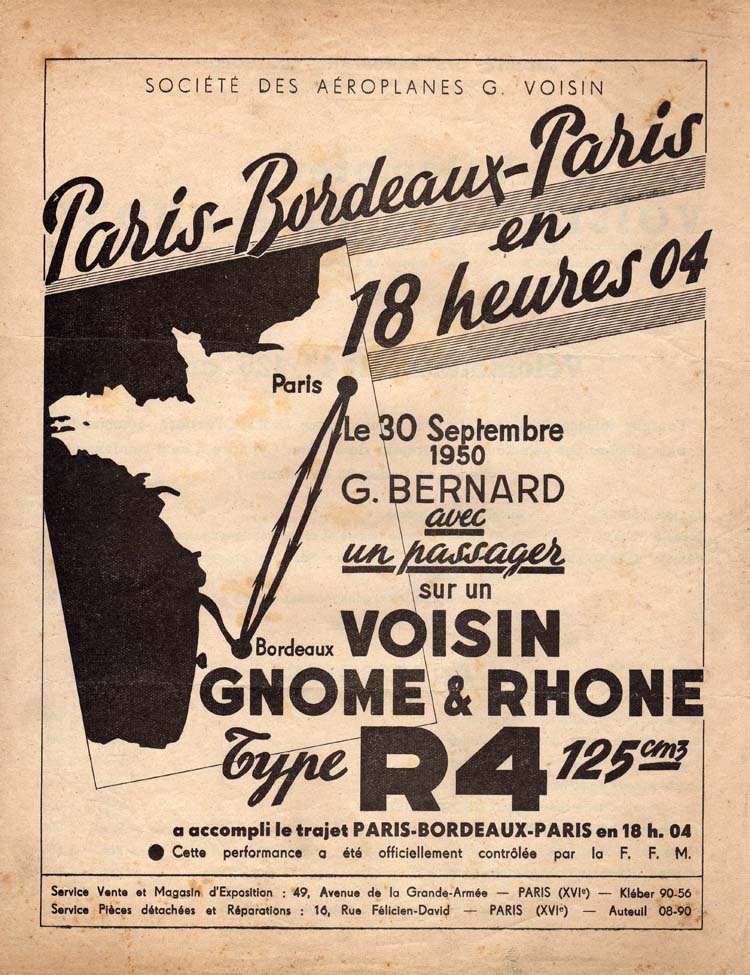 SOCIÉTÉ DES AÉROPLANES G. VOISIN
Paris-Bordeaux-Paris
en
18 heures 04
Paris
Le 30 Septembre
1950
G. BERNARD
avec
un passager
sur un
Bordeaux
VOISIN
GNOME & RHONE
Type R4 125 cm3
a accompli le trajet PARIS-BORDEAUX-PARIS en 18 h. 04
● Cette performance a été officiellement contrôlée par la F. F. M.
Service Vente et Magasin d'Exposition : 49, Avenue de la Grande-Armée — PARIS (XVIe) — Kléber 90-56
Service Pièces détachées et Réparations : 16, Rue Félicien-David — PARIS (XVIe) — Auteuil 08-90